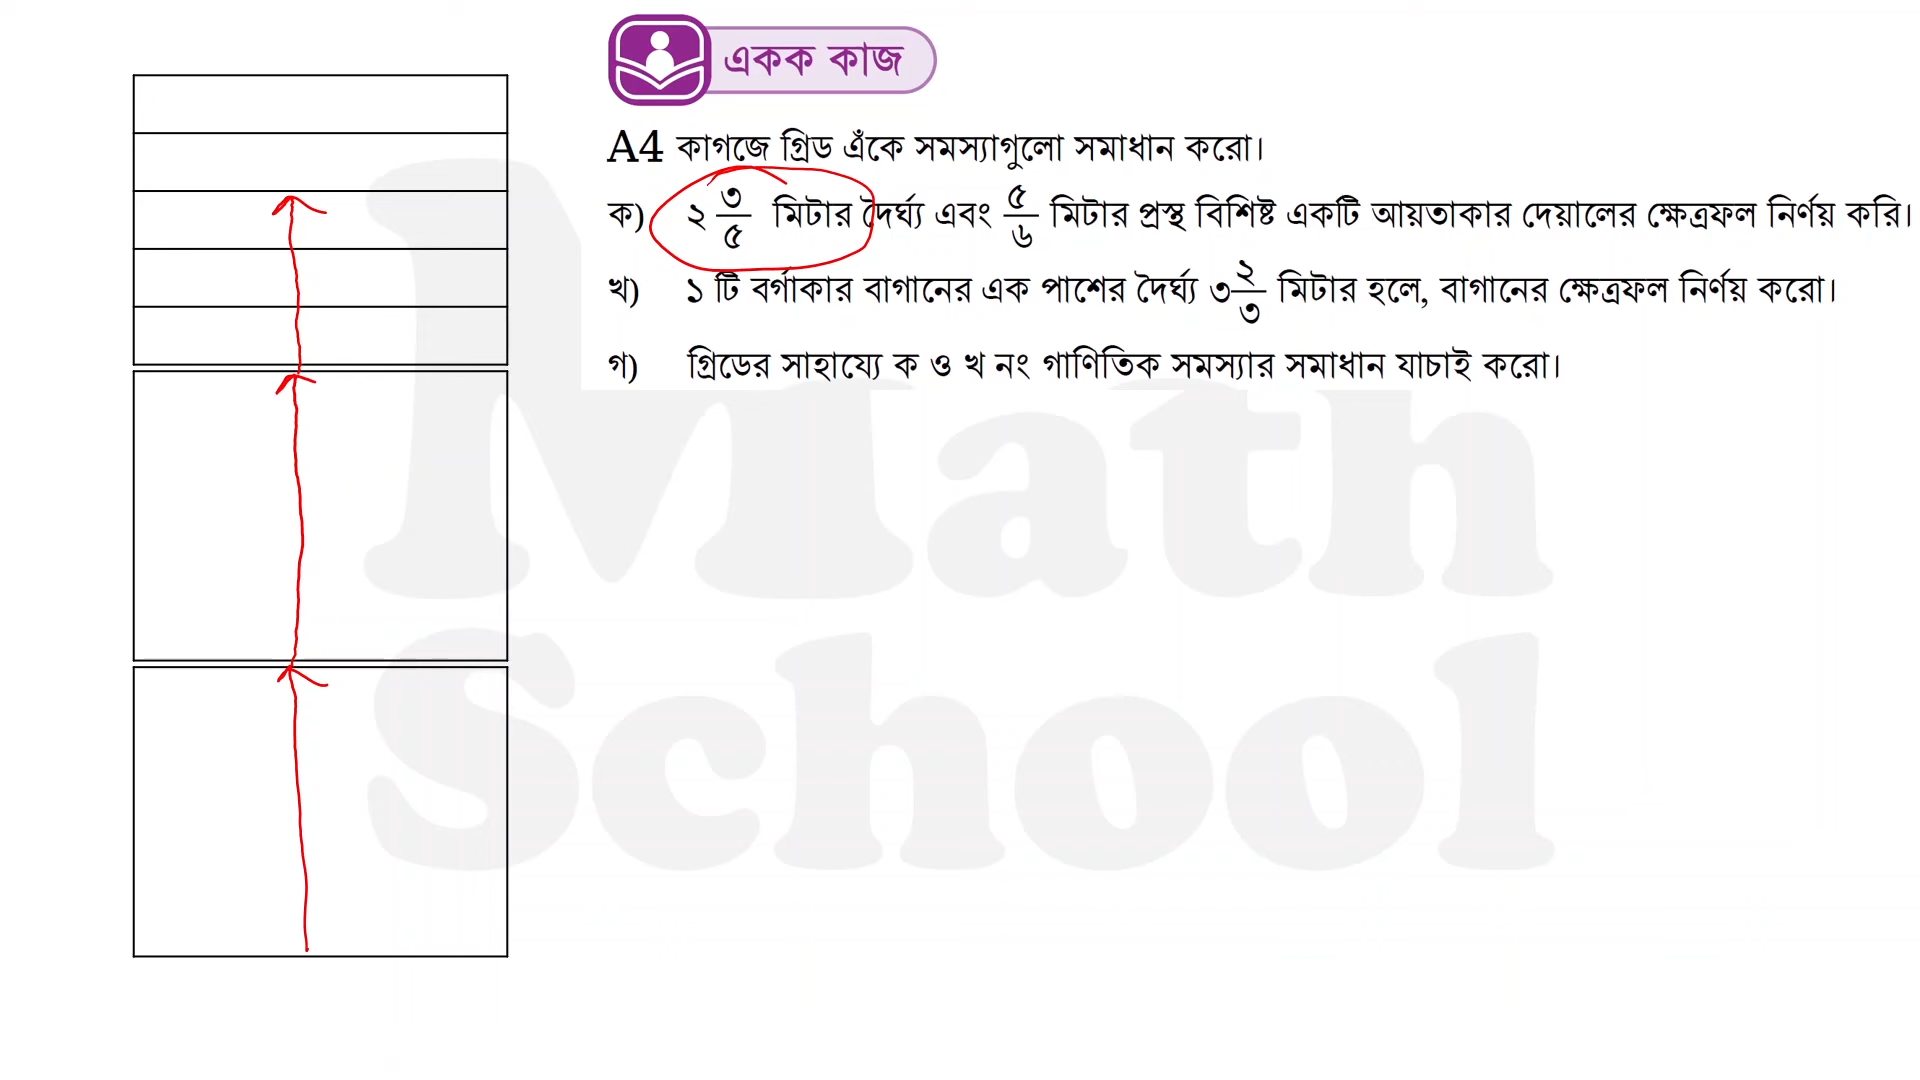 একক কাজ
A4 কাগজে গ্রিড এঁকে সমস্যাগুলো সমাধান করো।
ক) ২ ৩/৫ মিটার দৈর্ঘ্য এবং ৫/৬ মিটার প্রস্থ বিশিষ্ট একটি আয়তাকার দেয়ালের ক্ষেত্রফল নির্ণয় করি।
খ) ১ টি বর্গাকার বাগানের এক পাশের দৈর্ঘ্য ৩ ২/৩ মিটার হলে, বাগানের ক্ষেত্রফল নির্ণয় করো।
গ) গ্রিডের সাহায্যে ক ও খ নং গাণিতিক সমস্যার সমাধান যাচাই করো।
Math
School